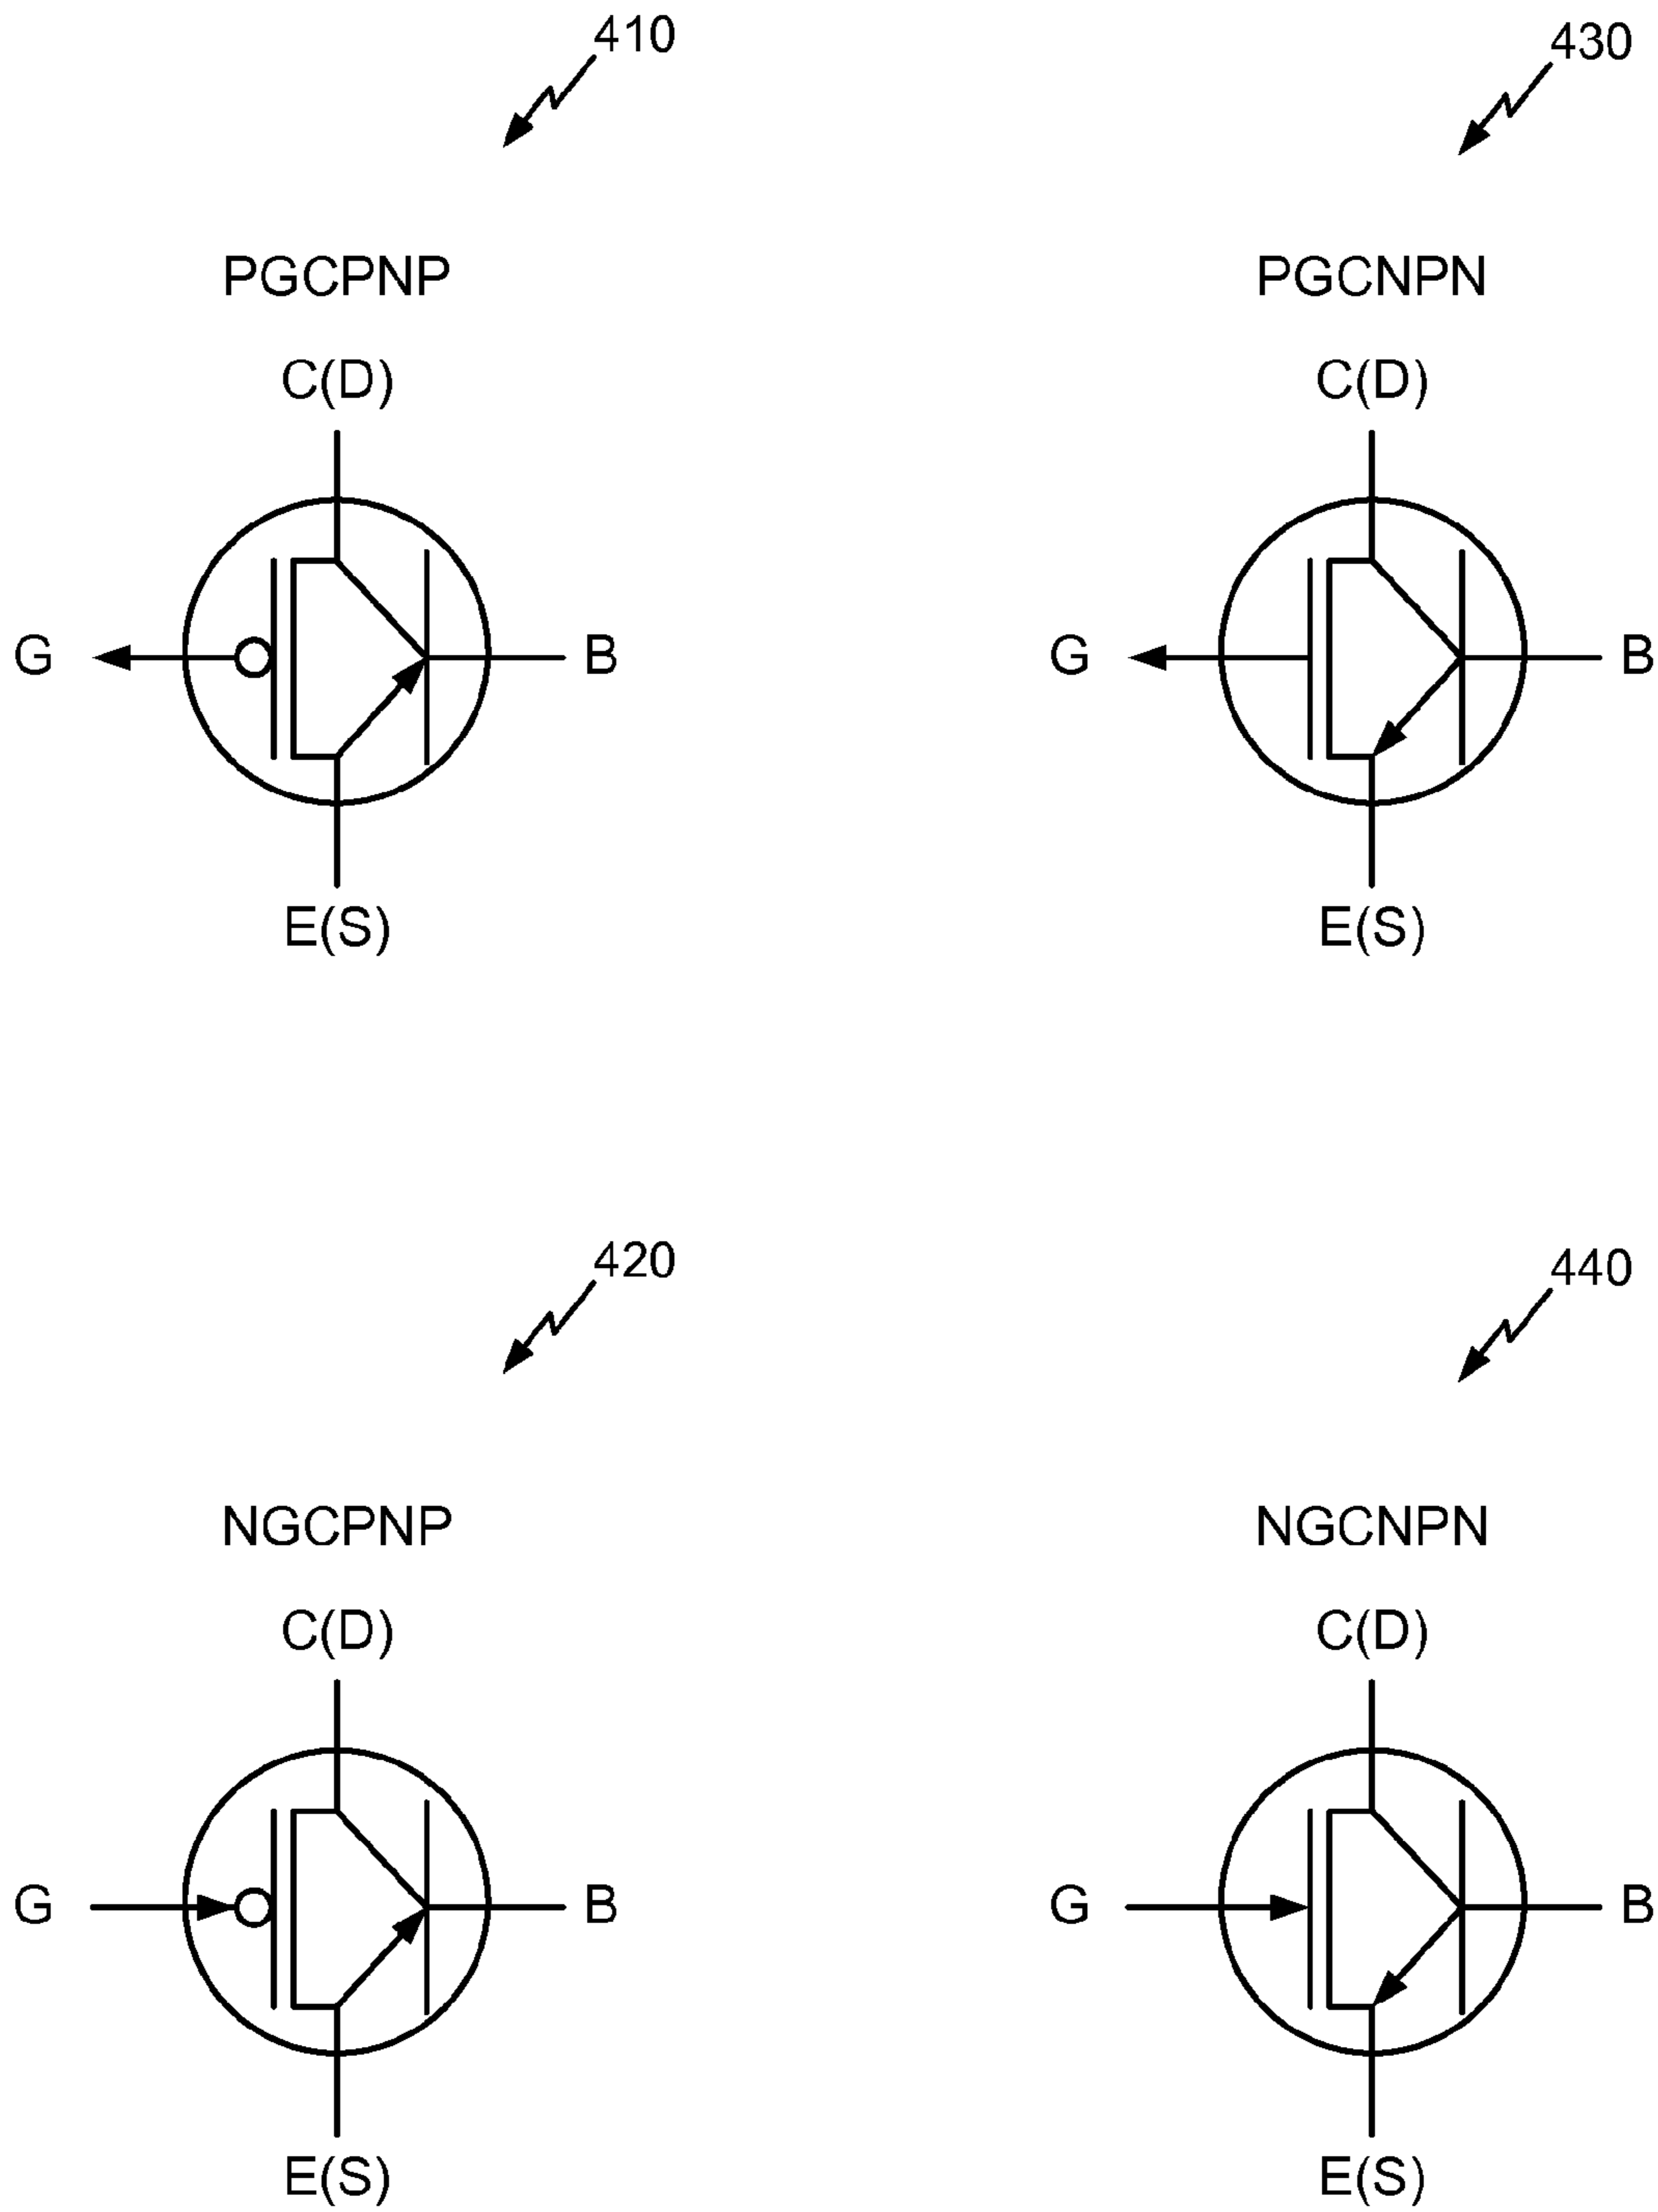 410
PGCPNP
C(D)
G
B
E(S)
430
PGCNPN
C(D)
G
B
E(S)
420
NGCPNP
C(D)
G
B
E(S)
440
NGCNPN
C(D)
G
B
E(S)